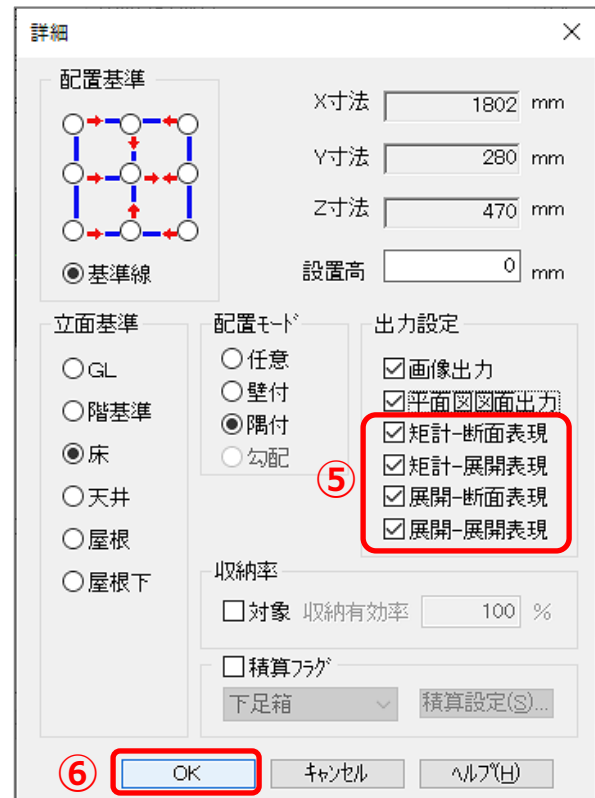 詳細
配置基準
基準線
X寸法 1802 mm
Y寸法 280 mm
Z寸法 470 mm
設置高 0 mm
立面基準
GL
階基準
床
天井
屋根
屋根下
配置ﾓｰﾄﾞ
任意
壁付
隅付
勾配
出力設定
画像出力
平面図図面出力
矩計-断面表現
矩計-展開表現
展開-断面表現
展開-展開表現
⑤
収納率
対象 収納有効率 100 %
積算ﾌﾗｸﾞ
下足箱 積算設定(S)...
⑥ OK ｷｬﾝｾﾙ ﾍﾙﾌﾟ(H)